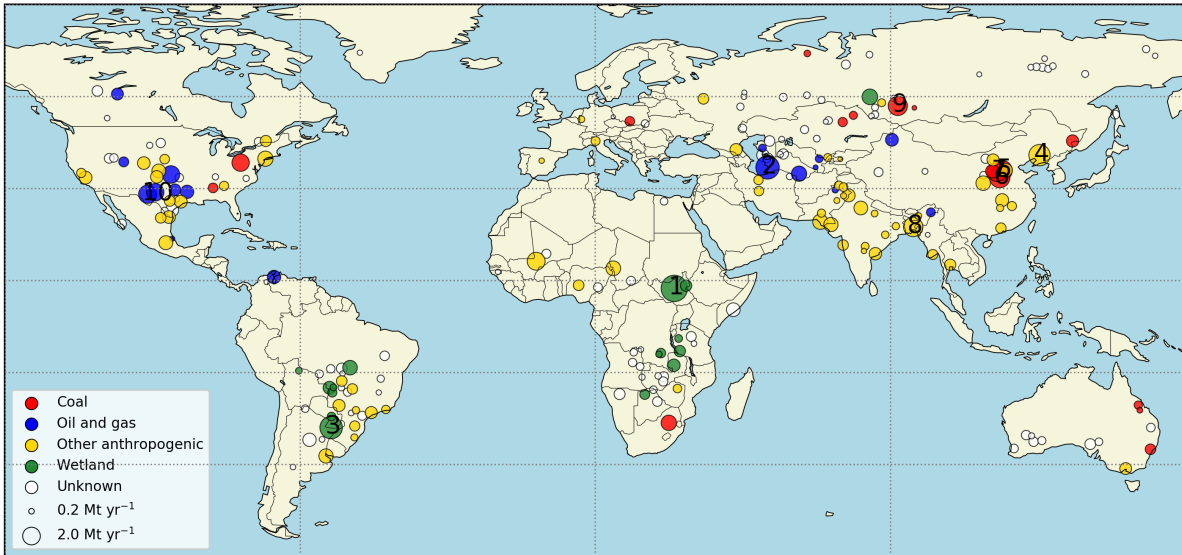 9
4
2
6
10
8
1
3
Coal
Oil and gas
Other anthropogenic
Wetland
Unknown
0.2 Mt yr⁻¹
2.0 Mt yr⁻¹